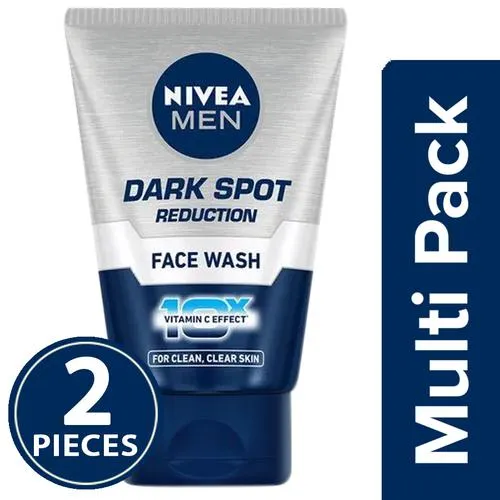 NIVEA
MEN
DARK SPOT
REDUCTION
FACE WASH
10X
VITAMIN C EFFECT*
FOR CLEAN, CLEAR SKIN
2
PIECES
Multi Pack